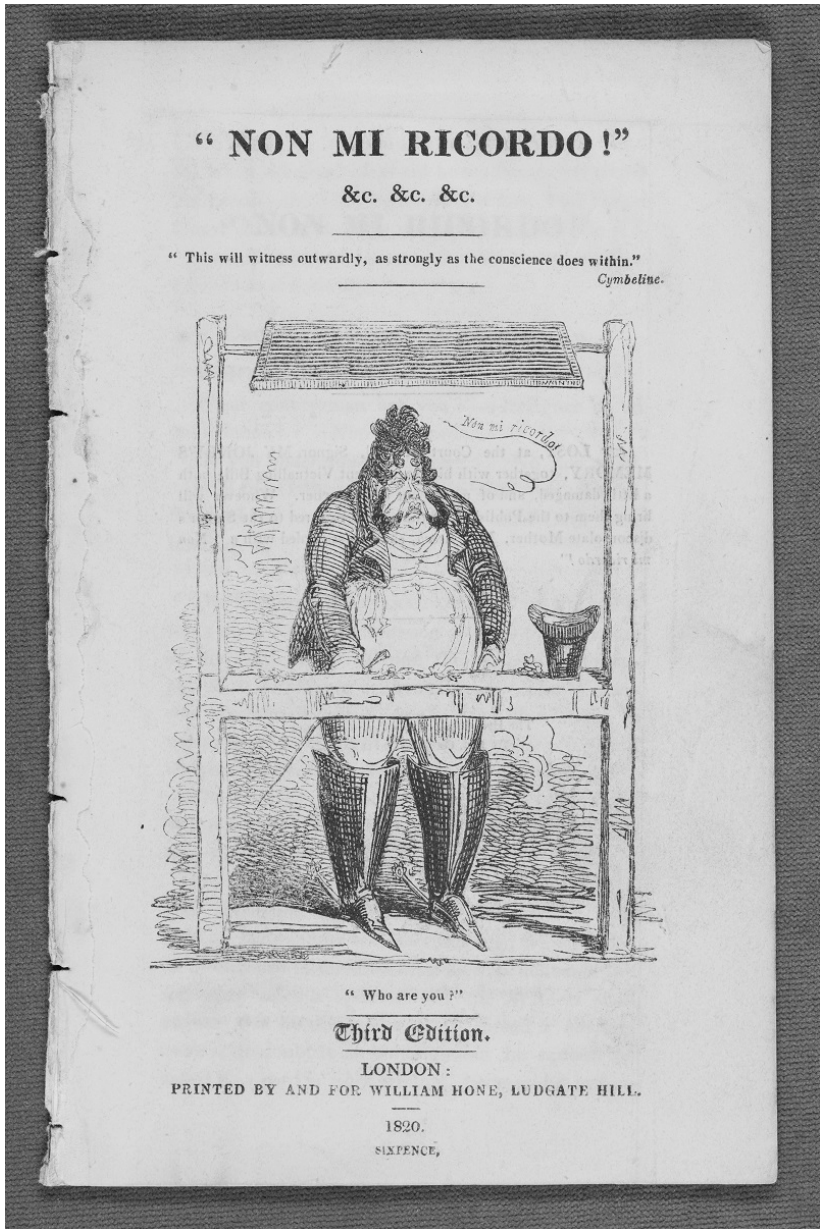 “ NON MI RICORDO!”
&c. &c. &c.
“ This will witness outwardly, as strongly as the conscience does within.”
Cymbeline.
Non mi ricordo
“ Who are you?”
Third Edition.
LONDON:
PRINTED BY AND FOR WILLIAM HONE, LUDGATE HILL.
1820.
SIXPENCE,